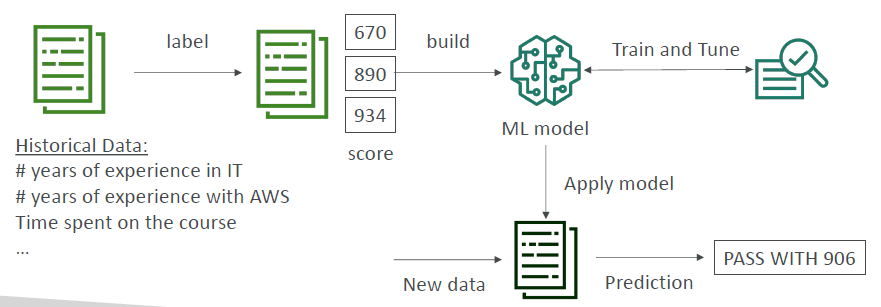 label
670
890
934
score
build
Train and Tune
ML model
Historical Data:
# years of experience in IT
# years of experience with AWS
Time spent on the course
…
Apply model
New data
Prediction
PASS WITH 906